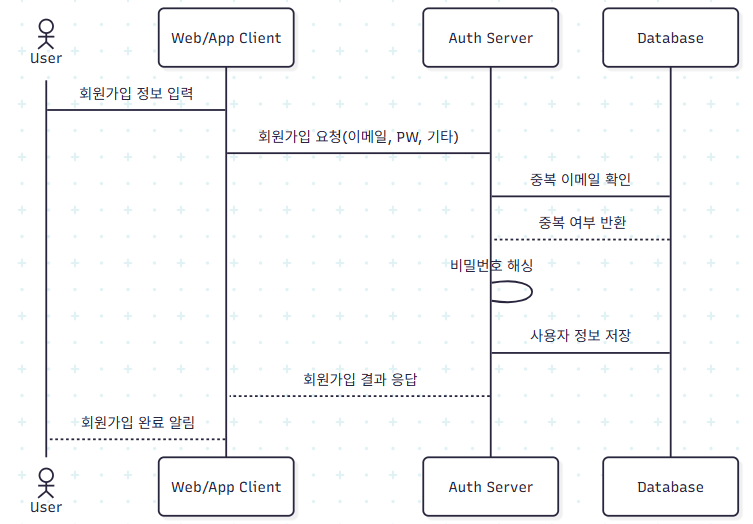 User
Web/App Client
Auth Server
Database
회원가입 정보 입력
회원가입 요청(이메일, PW, 기타)
중복 이메일 확인
중복 여부 반환
비밀번호 해싱
사용자 정보 저장
회원가입 결과 응답
회원가입 완료 알림
User
Web/App Client
Auth Server
Database